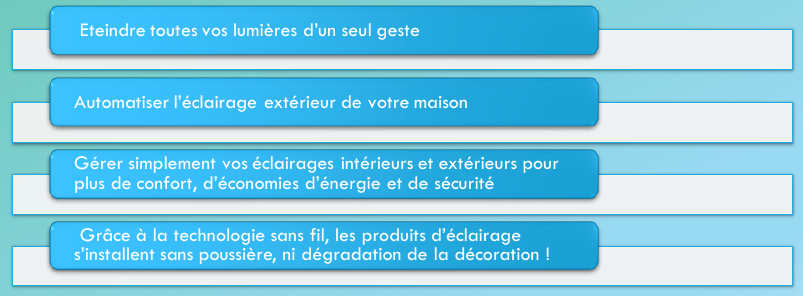 Eteindre toutes vos lumières d'un seul geste
Automatiser l'éclairage extérieur de votre maison
Gérer simplement vos éclairages intérieurs et extérieurs pour
plus de confort, d'économies d'énergie et de sécurité
Grâce à la technologie sans fil, les produits d'éclairage
s'installent sans poussière, ni dégradation de la décoration !